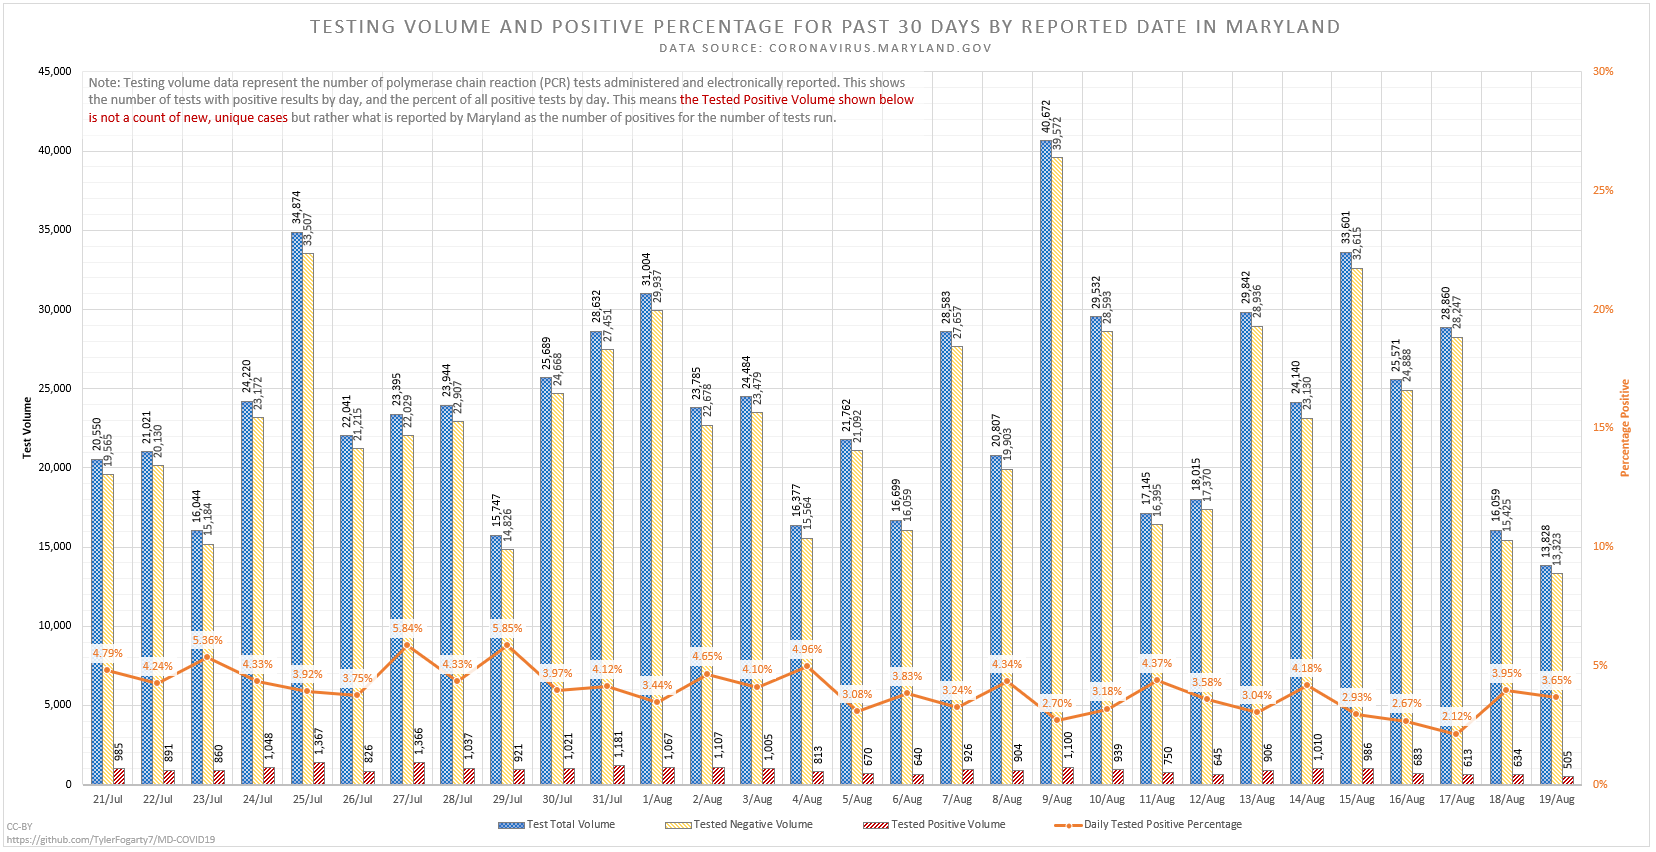 TESTING VOLUME AND POSITIVE PERCENTAGE FOR PAST 30 DAYS BY REPORTED DATE IN MARYLAND
DATA SOURCE: CORONAVIRUS.MARYLAND.GOV
Note: Testing volume data represent the number of polymerase chain reaction (PCR) tests administered and electronically reported. This shows
the number of tests with positive results by day, and the percent of all positive tests by day. This means the Tested Positive Volume shown below
is not a count of new, unique cases but rather what is reported by Maryland as the number of positives for the number of tests run.
Test Volume
45,000
40,000
35,000
30,000
25,000
20,000
15,000
10,000
5,000
0
Percentage Positive
30%
25%
20%
15%
10%
5%
0%
20,550 19,565 4.79% 985 21/Jul
21,021 20,130 4.24% 891 22/Jul
16,044 15,184 5.36% 860 23/Jul
24,220 23,172 4.33% 1,048 24/Jul
34,874 33,507 3.92% 1,367 25/Jul
22,041 21,215 3.75% 826 26/Jul
23,395 22,029 5.84% 1,366 27/Jul
23,944 22,907 4.33% 1,037 28/Jul
15,747 14,826 5.85% 921 29/Jul
25,689 24,668 3.97% 1,021 30/Jul
28,632 27,451 4.12% 1,181 31/Jul
31,004 29,937 3.44% 1,067 1/Aug
23,785 22,678 4.65% 1,107 2/Aug
24,484 23,479 4.10% 1,005 3/Aug
16,377 15,564 4.96% 813 4/Aug
21,762 21,092 3.08% 670 5/Aug
16,699 16,059 3.83% 640 6/Aug
28,583 27,657 3.24% 926 7/Aug
20,807 19,903 4.34% 904 8/Aug
40,672 39,572 2.70% 1,100 9/Aug
29,532 28,593 3.18% 939 10/Aug
17,145 16,395 4.37% 750 11/Aug
18,015 17,370 3.58% 645 12/Aug
29,842 28,936 3.04% 906 13/Aug
24,140 23,130 4.18% 1,010 14/Aug
33,601 32,615 2.93% 986 15/Aug
25,571 24,888 2.67% 683 16/Aug
28,860 28,247 2.12% 613 17/Aug
16,059 15,425 3.95% 634 18/Aug
13,828 13,323 3.65% 505 19/Aug
Test Total Volume
Tested Negative Volume
Tested Positive Volume
Daily Tested Positive Percentage
CC-BY
https://github.com/TylerFogarty7/MD-COVID19